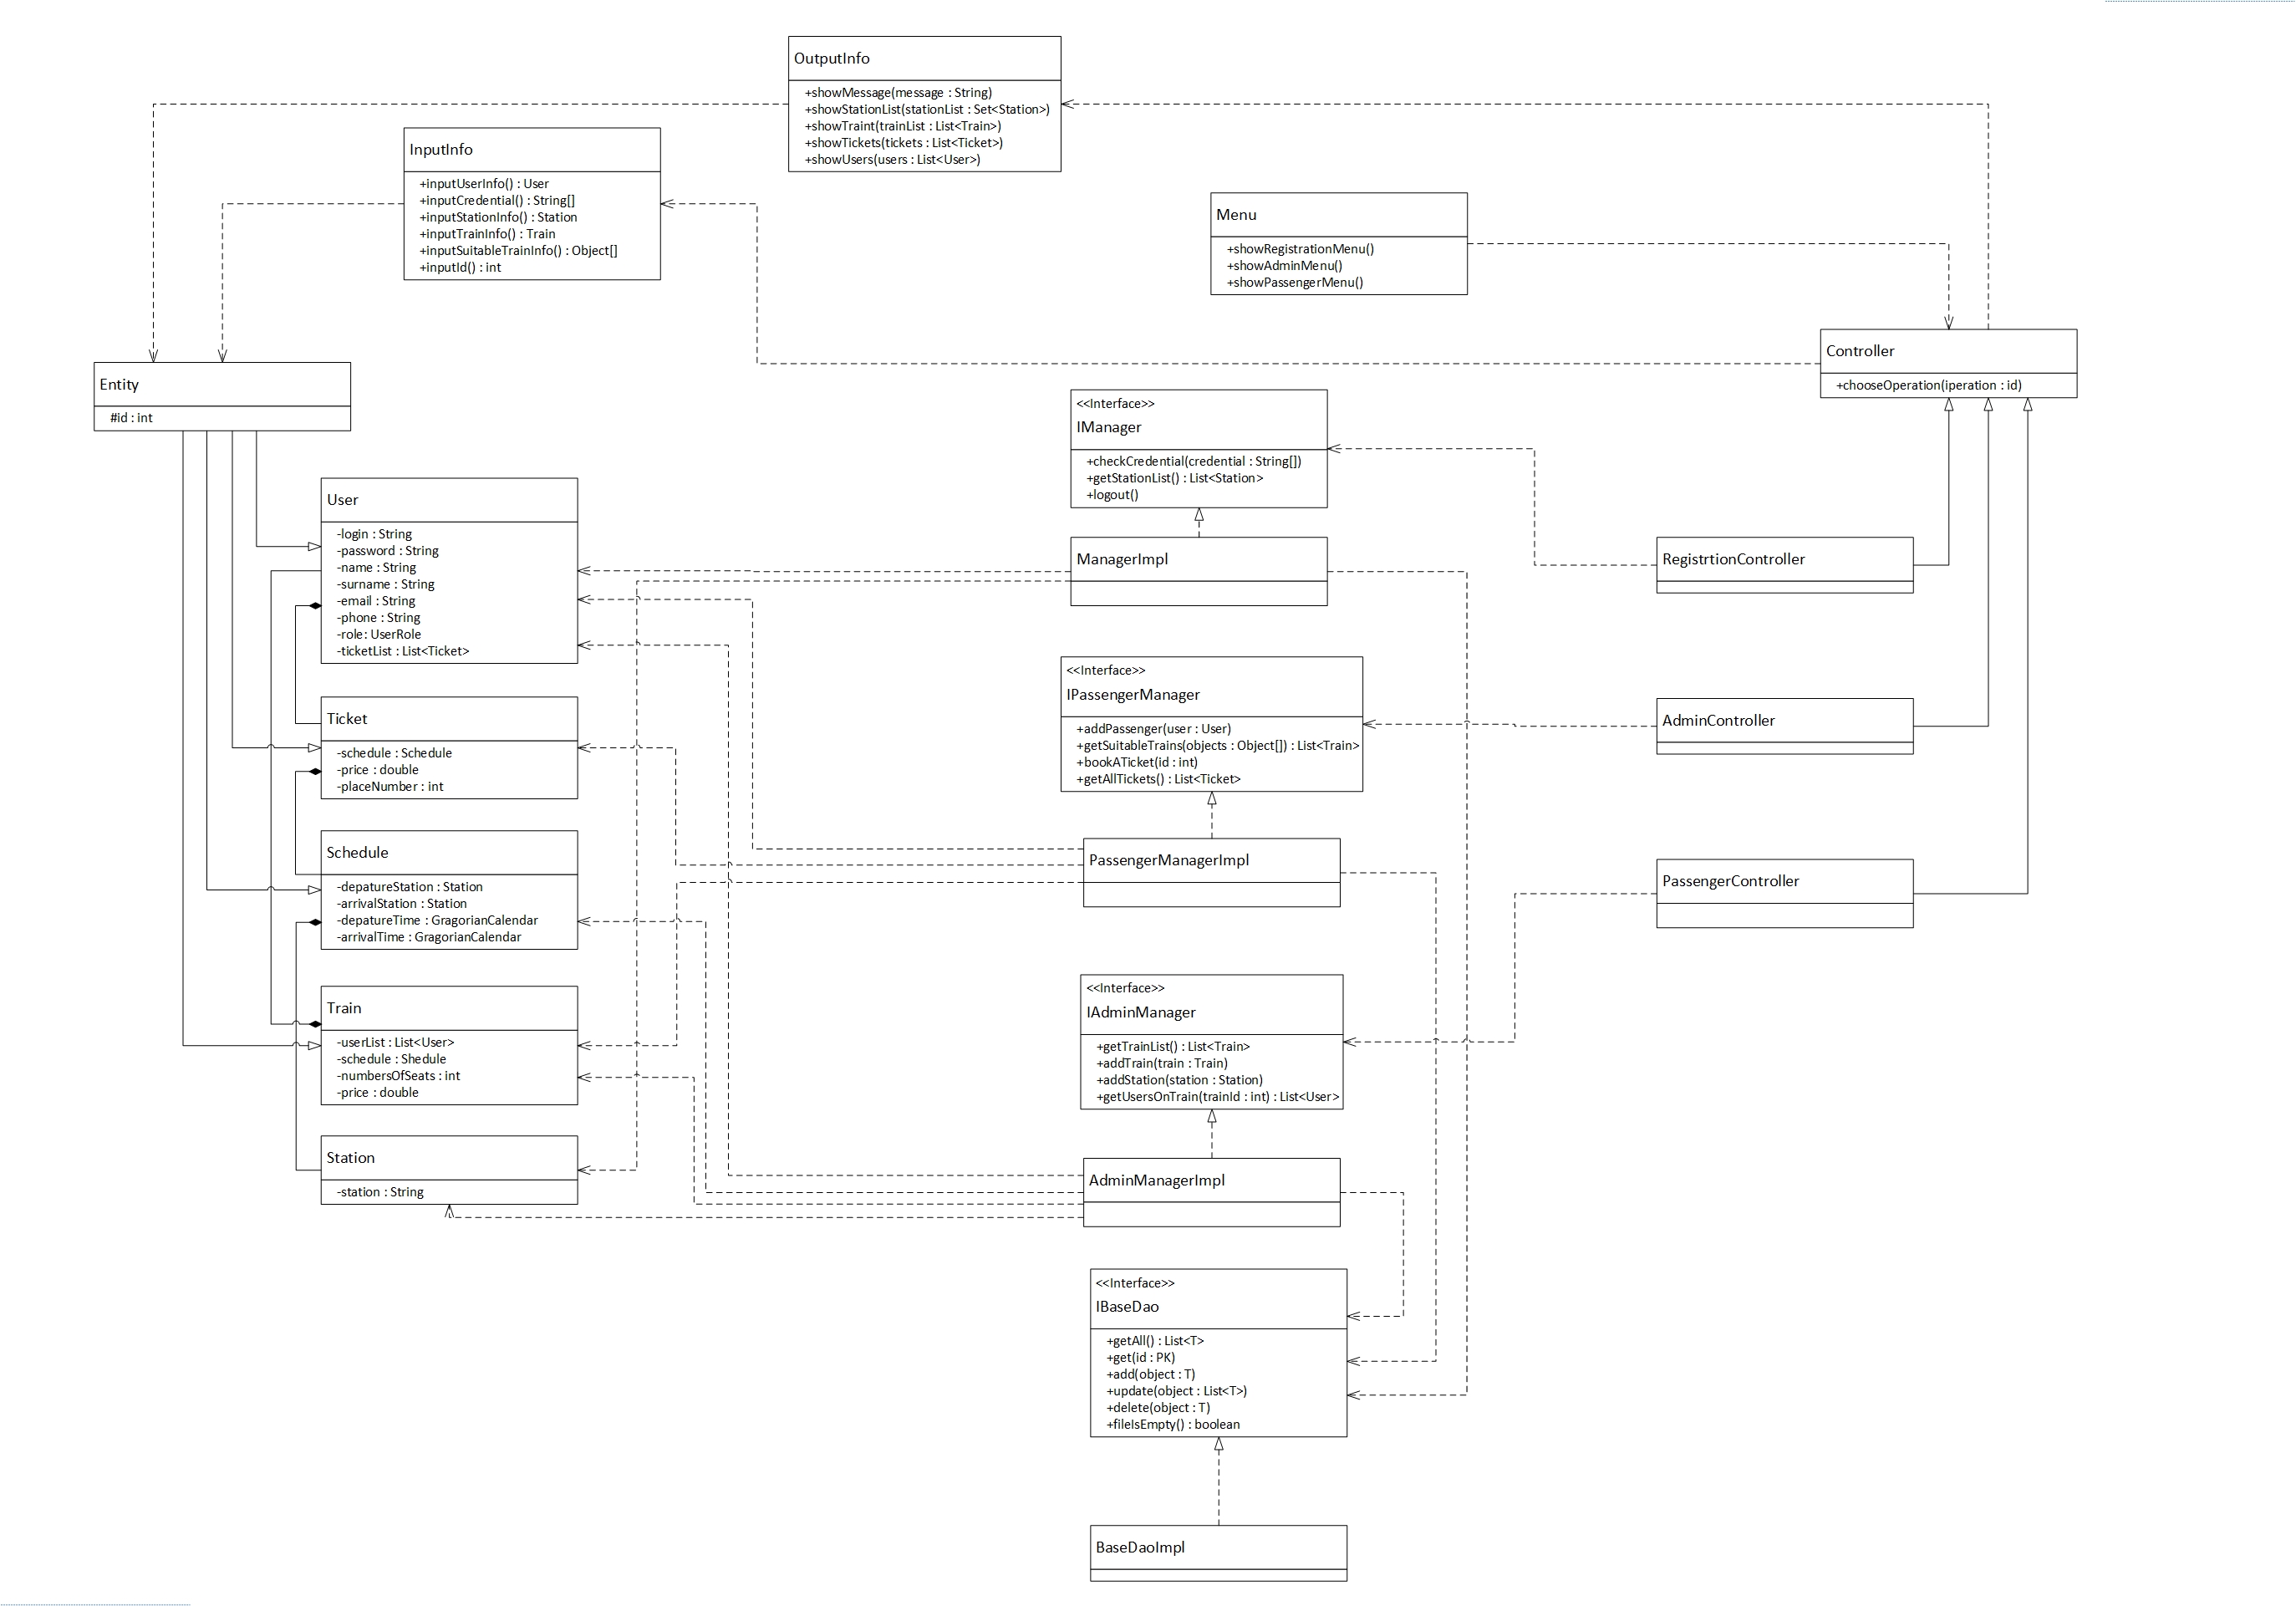 OutputInfo
+showMessage(message : String)
+showStationList(stationList : Set<Station>)
+showTraint(trainList : List<Train>)
+showTickets(tickets : List<Ticket>)
+showUsers(users : List<User>)
InputInfo
+inputUserInfo() : User
+inputCredential() : String[]
+inputStationInfo() : Station
+inputTrainInfo() : Train
+inputSuitableTrainInfo() : Object[]
+inputId() : int
Menu
+showRegistrationMenu()
+showAdminMenu()
+showPassengerMenu()
Controller
+chooseOperation(iperation : id)
Entity
#id : int
<<Interface>>
IManager
+checkCredential(credential : String[])
+getStationList() : List<Station>
+logout()
User
-login : String
-password : String
-name : String
-surname : String
-email : String
-phone : String
-role: UserRole
-ticketList : List<Ticket>
ManagerImpl
RegistrtionController
<<Interface>>
IPassengerManager
+addPassenger(user : User)
+getSuitableTrains(objects : Object[]) : List<Train>
+bookATicket(id : int)
+getAllTickets() : List<Ticket>
AdminController
Ticket
-schedule : Schedule
-price : double
-placeNumber : int
Schedule
-depatureStation : Station
-arrivalStation : Station
-depatureTime : GragorianCalendar
-arrivalTime : GragorianCalendar
PassengerManagerImpl
PassengerController
Train
-userList : List<User>
-schedule : Shedule
-numbersOfSeats : int
-price : double
<<Interface>>
IAdminManager
+getTrainList() : List<Train>
+addTrain(train : Train)
+addStation(station : Station)
+getUsersOnTrain(trainId : int) : List<User>
Station
-station : String
AdminManagerImpl
<<Interface>>
IBaseDao
+getAll() : List<T>
+get(id : PK)
+add(object : T)
+update(object : List<T>)
+delete(object : T)
+fileIsEmpty() : boolean
BaseDaoImpl